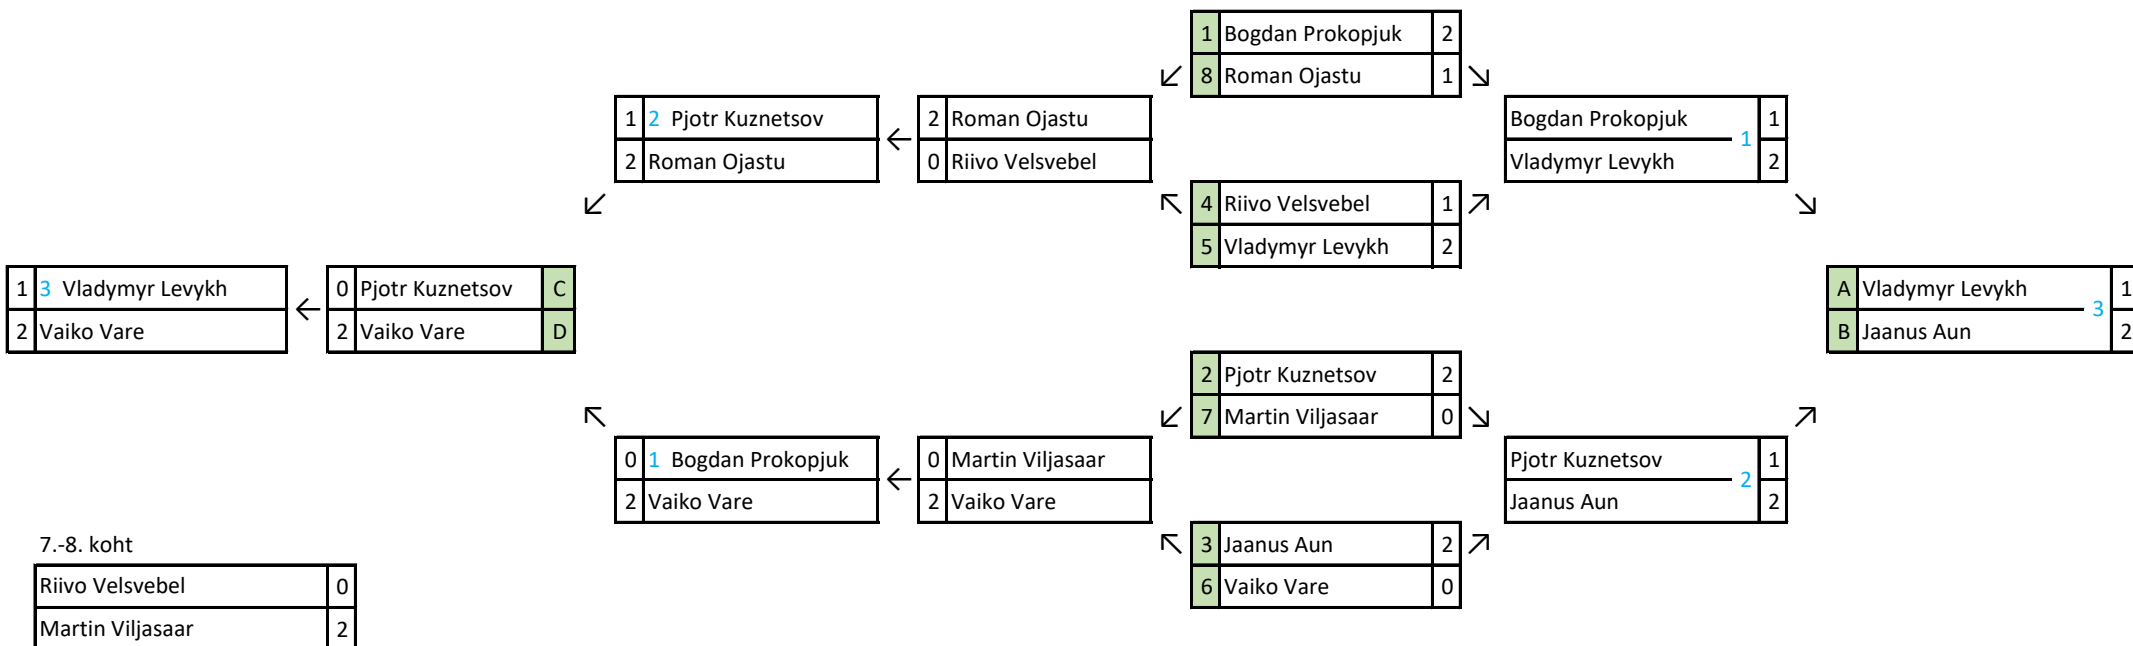 1 Bogdan Prokopjuk 2
↙ 8 Roman Ojastu 1 ↘
1 2 Pjotr Kuznetsov
2 Roman Ojastu
←
2 Roman Ojastu
0 Riivo Velsvebel
Bogdan Prokopjuk 1
1
Vladymyr Levykh 2
↙
↖ 4 Riivo Velsvebel 1 ↗
5 Vladymyr Levykh 2
↘
1 3 Vladymyr Levykh
2 Vaiko Vare
←
0 Pjotr Kuznetsov C
2 Vaiko Vare D
A Vladymyr Levykh 1
3
B Jaanus Aun 2
2 Pjotr Kuznetsov 2
↙ 7 Martin Viljasaar 0 ↘
↖
↗
0 1 Bogdan Prokopjuk
2 Vaiko Vare
←
0 Martin Viljasaar
2 Vaiko Vare
Pjotr Kuznetsov 1
2
Jaanus Aun 2
↖ 3 Jaanus Aun 2 ↗
6 Vaiko Vare 0
7.-8. koht
Riivo Velsvebel 0
Martin Viljasaar 2